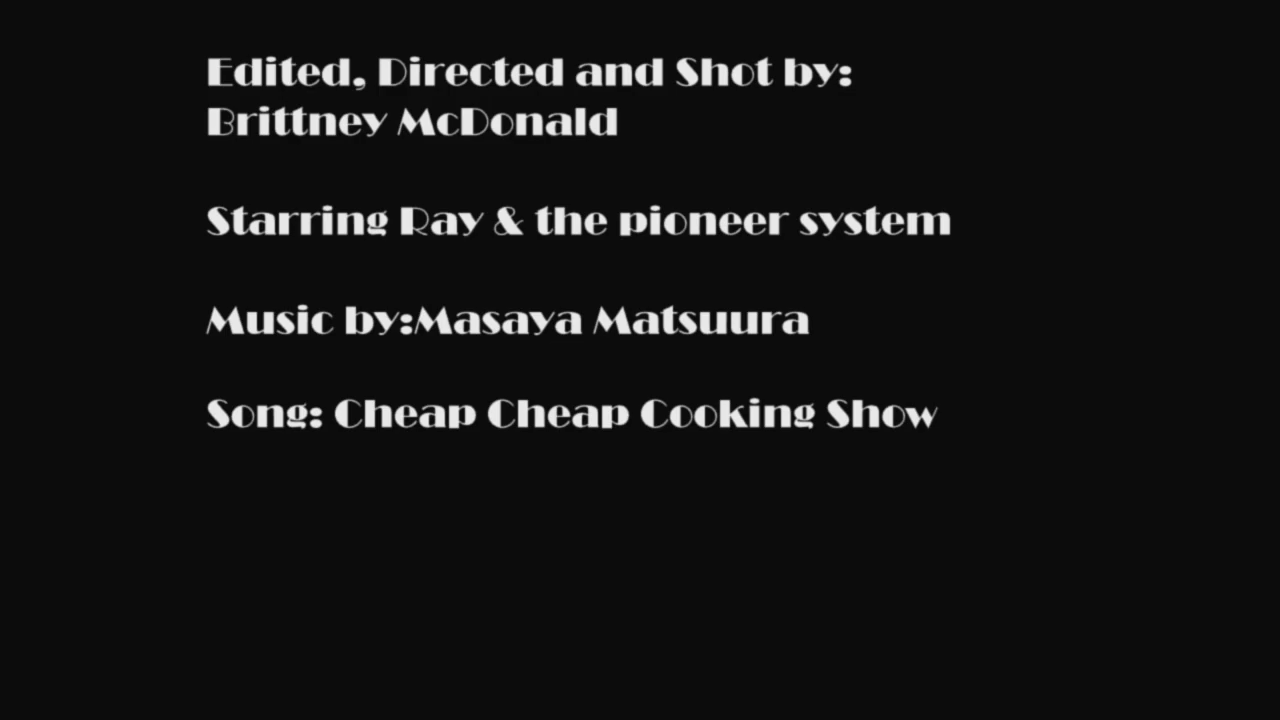 Edited, Directed and Shot by:
Brittney McDonald
Starring Ray & the pioneer system
Music by:Masaya Matsuura
Song: Cheap Cheap Cooking Show